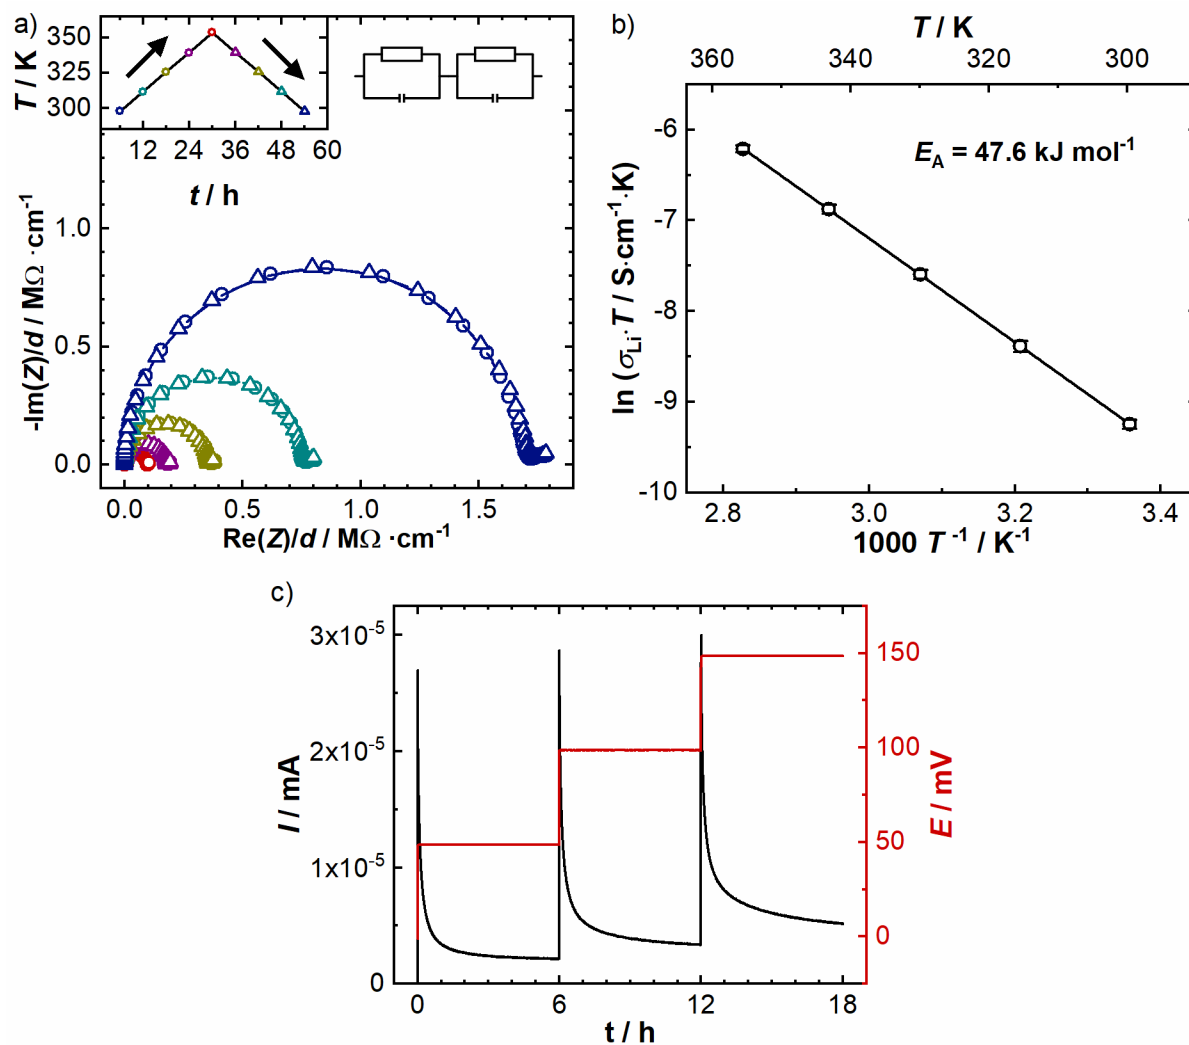 a)
T / K
350
325
300
12 24 36 48 60
t / h
-Im(Z)/d / MΩ ·cm-1
1.0
0.5
0.0
0.0 0.5 1.0 1.5
Re(Z)/d / MΩ ·cm-1
b)
T / K
360 340 320 300
EA = 47.6 kJ mol-1
ln (σLi·T / S·cm-1·K)
-6
-7
-8
-9
-10
2.8 3.0 3.2 3.4
1000 T -1 / K-1
c)
I / mA
3x10-5
2x10-5
1x10-5
0
0 6 12 18
t / h
150
100
50
0
E / mV